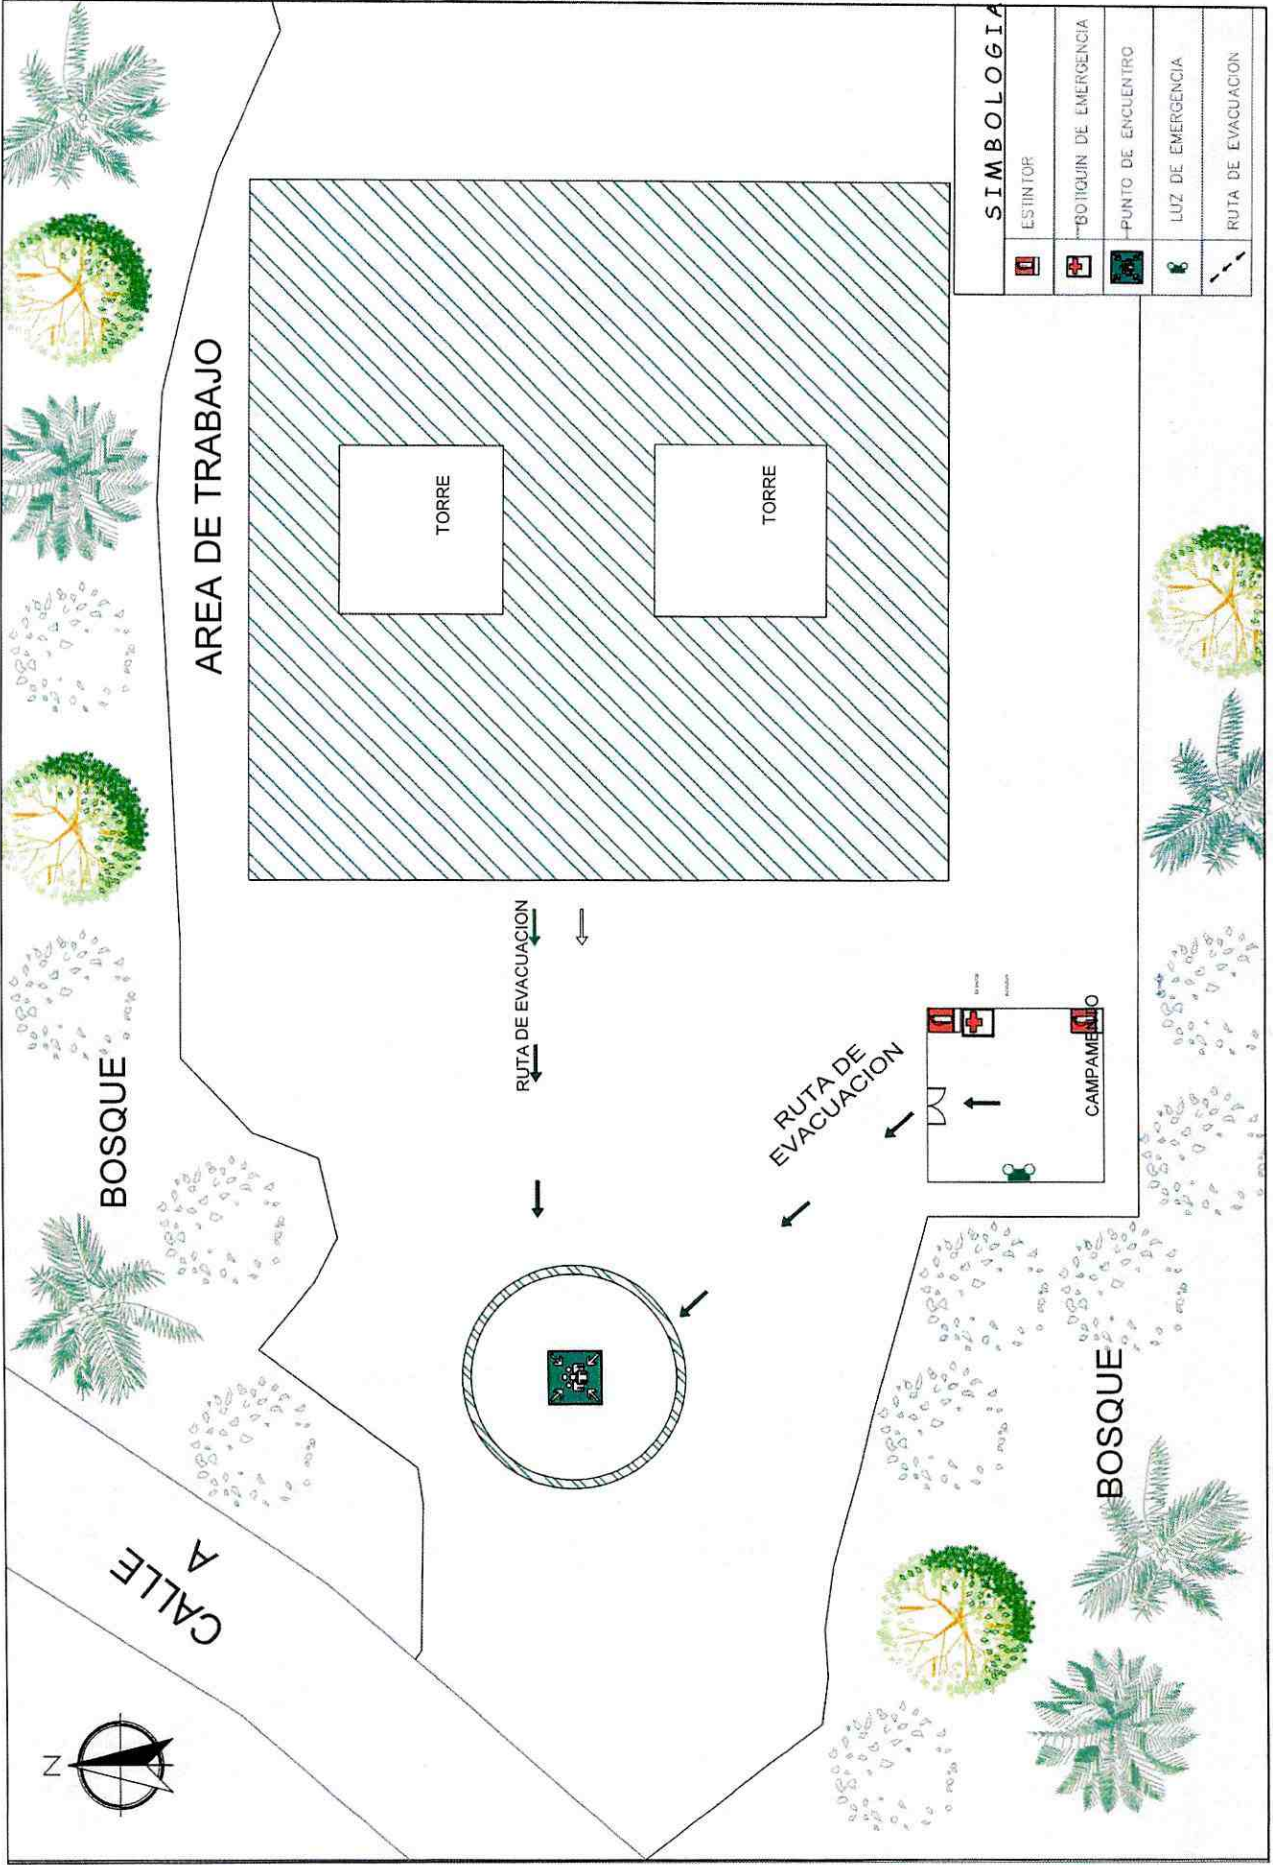 SIMBOLOGIA
ESTINTOR
BOTIQUIN DE EMERGENCIA
PUNTO DE ENCUENTRO
LUZ DE EMERGENCIA
RUTA DE EVACUACION
AREA DE TRABAJO
TORRE
TORRE
RUTA DE EVACUACION
RUTA DE
EVACUACION
CAMPAMENTO
BOSQUE
BOSQUE
CALLE
A
N